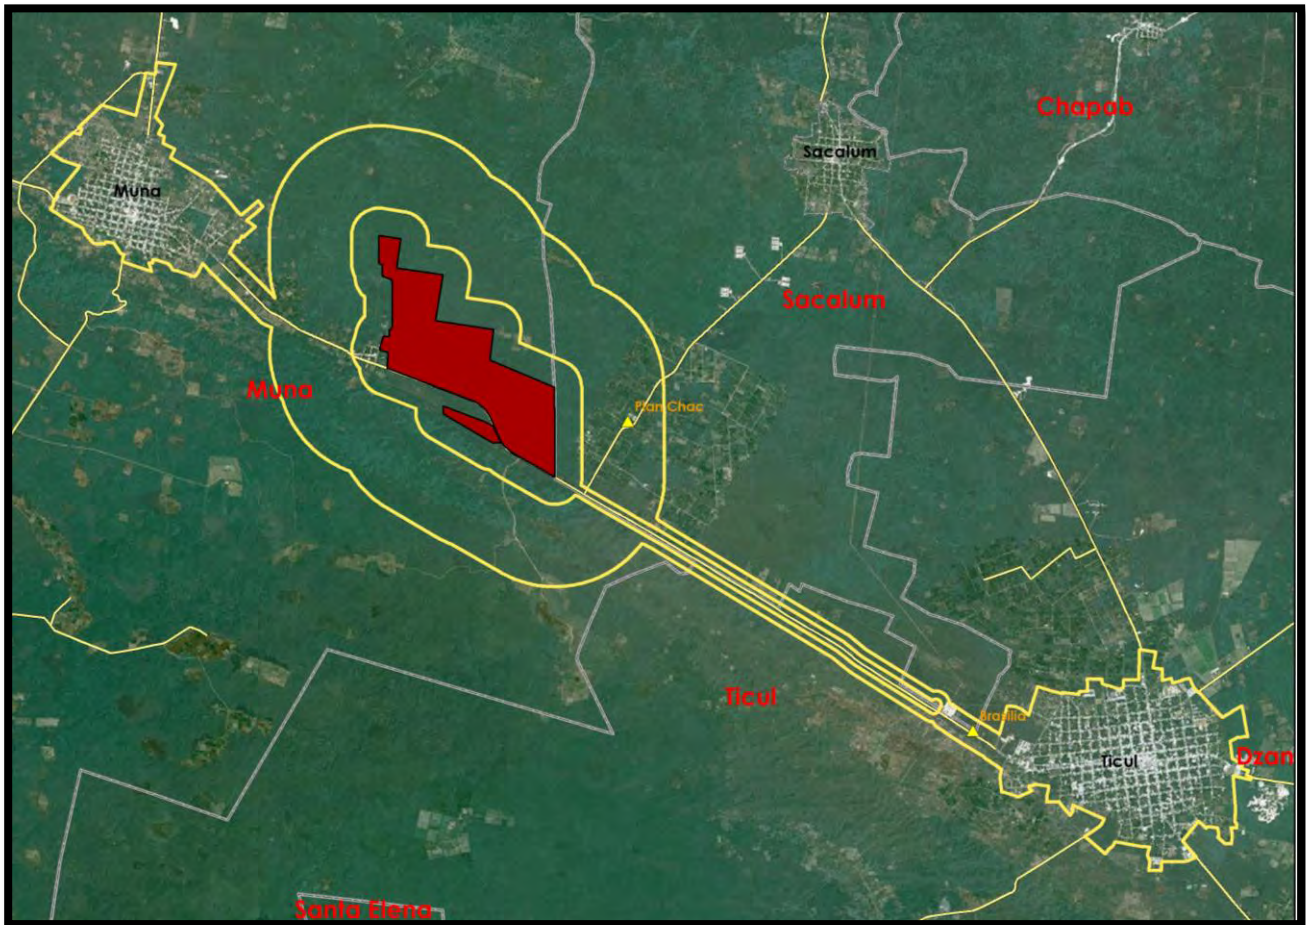 Chapab
Sacalum
Muna
Sacalum
Muna
Plan Chac
Ticul
Brasilia
Ticul
Dzan
Santa Elena